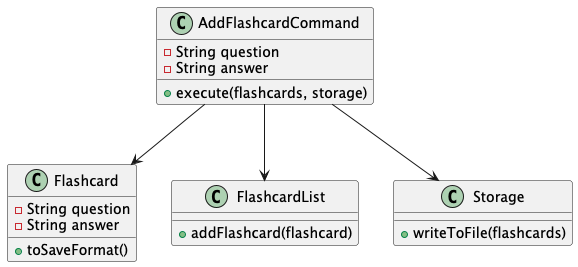 C AddFlashcardCommand
String question
String answer
execute(flashcards, storage)
C Flashcard
String question
String answer
toSaveFormat()
C FlashcardList
addFlashcard(flashcard)
C Storage
writeToFile(flashcards)